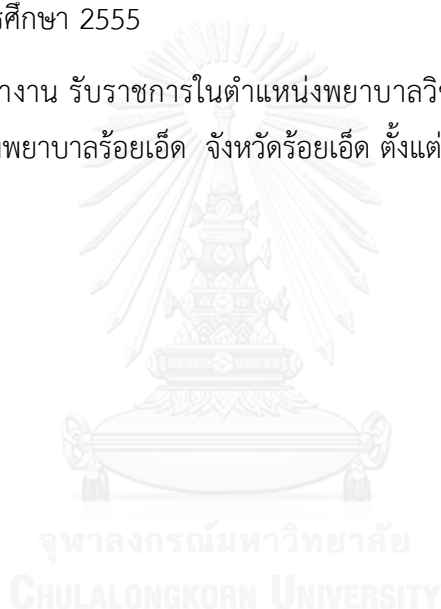 ศึกษา 2555
งาน รับราชการในตำแหน่งพยาบาลวิ
พยาบาลร้อยเอ็ด จังหวัดร้อยเอ็ด ตั้งแต่
จุฬาลงกรณ์มหาวิทยาลัย
CHULALONGKORN UNIVERSITY